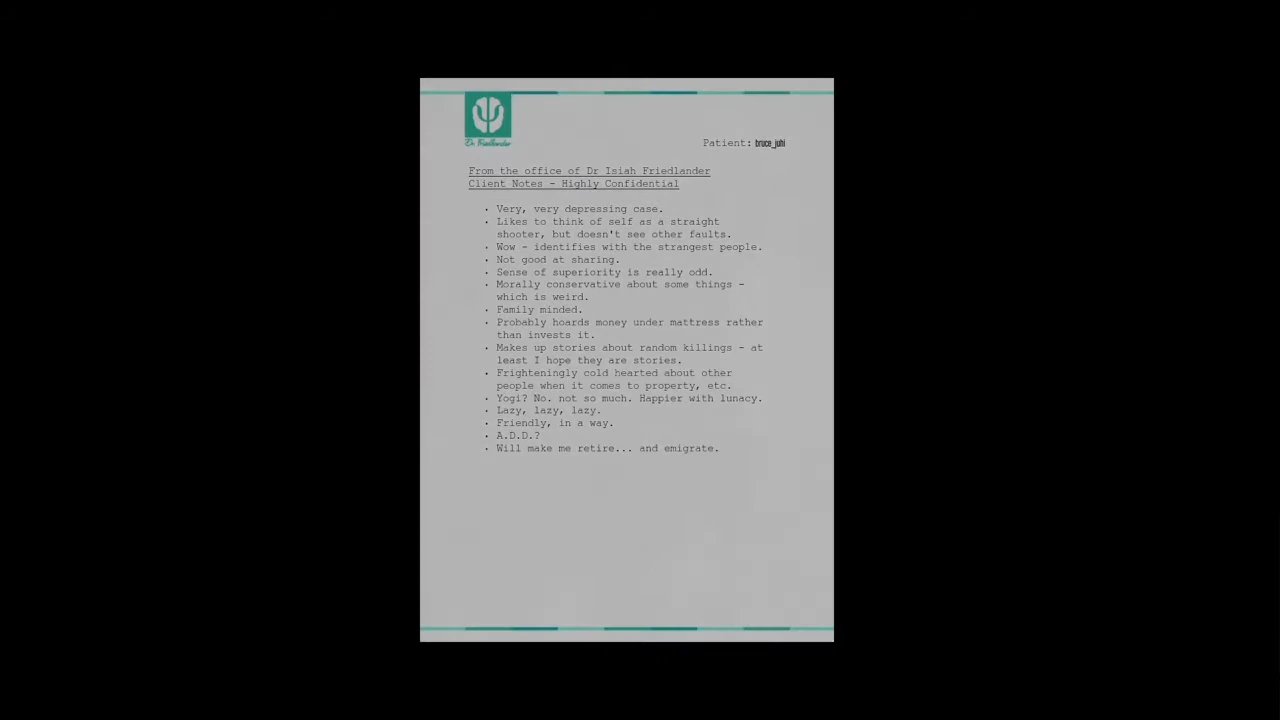 Dr Friedlander
Patient: bruce_juhi
From the office of Dr Isiah Friedlander
Client Notes - Highly Confidential
• Very, very depressing case.
• Likes to think of self as a straight
shooter, but doesn't see other faults.
• Wow - identifies with the strangest people.
• Not good at sharing.
• Sense of superiority is really odd.
• Morally conservative about some things -
which is weird.
• Family minded.
• Probably hoards money under mattress rather
than invests it.
• Makes up stories about random killings - at
least I hope they are stories.
• Frighteningly cold hearted about other
people when it comes to property, etc.
• Yogi? No. not so much. Happier with lunacy.
• Lazy, lazy, lazy.
• Friendly, in a way.
• A.D.D.?
• Will make me retire... and emigrate.